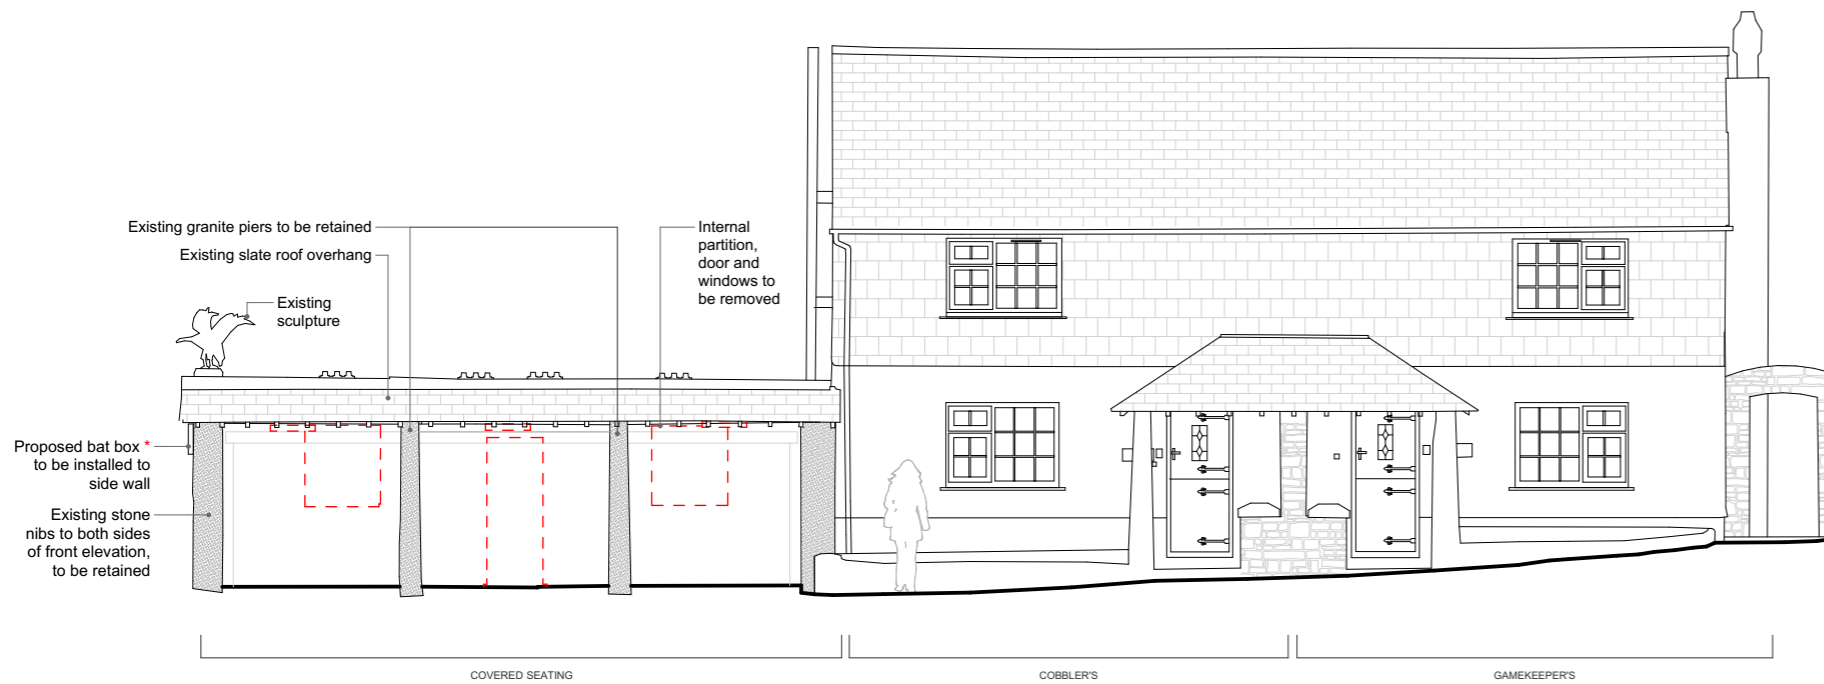 Existing granite piers to be retained
Existing slate roof overhang
Existing
sculpture
Internal
partition,
door and
windows to
be removed
Proposed bat box *
to be installed to
side wall
Existing stone
nibs to both sides
of front elevation,
to be retained
COVERED SEATING
COBBLER'S
GAMEKEEPER'S